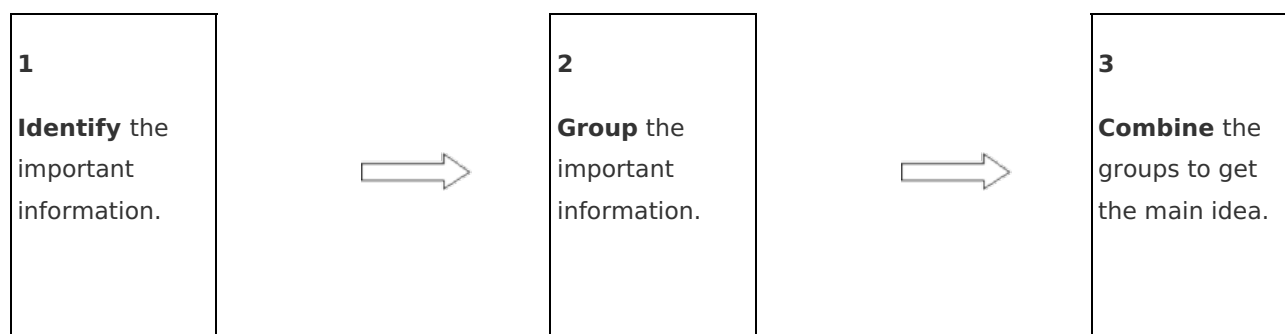 1
Identify the
important
information.
2
Group the
important
information.
3
Combine the
groups to get
the main idea.